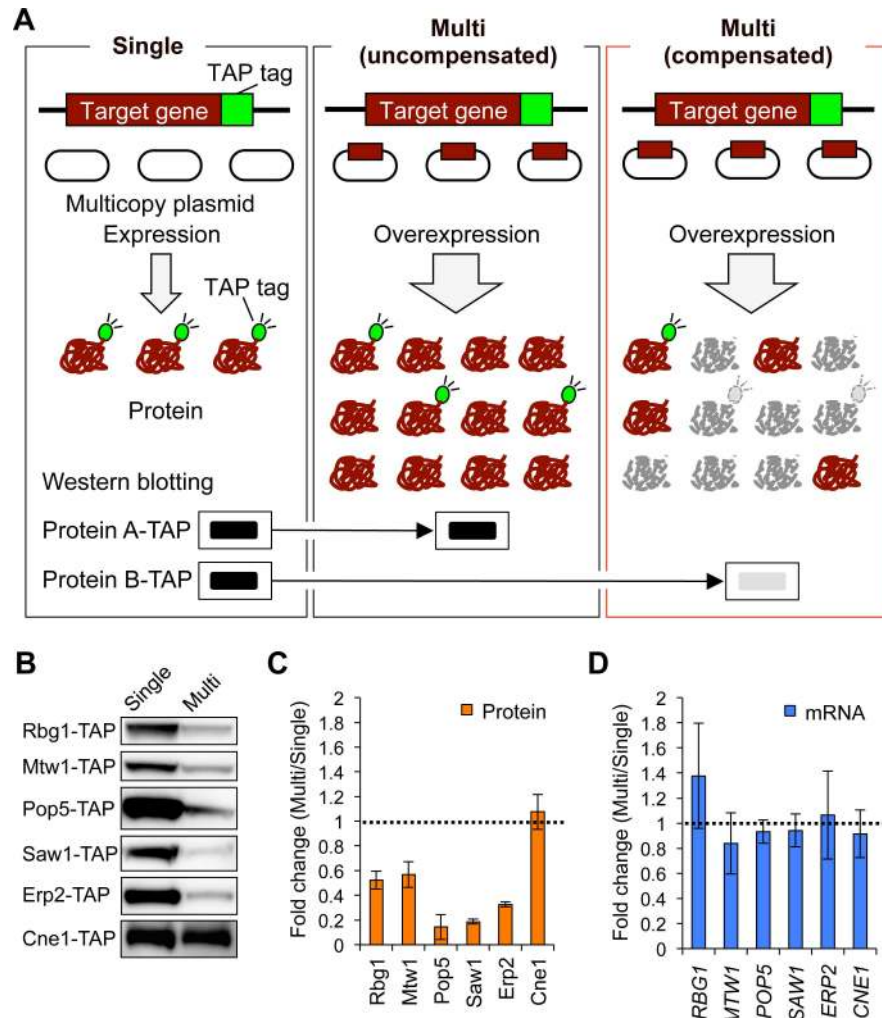 A
Single
Multi
(uncompensated)
Multi
(compensated)
TAP tag
Target gene
Target gene
Target gene
Multicopy plasmid
Expression
Overexpression
Overexpression
TAP tag
Protein
Western blotting
Protein A-TAP
Protein B-TAP
B
Single
Multi
Rbg1-TAP
Mtw1-TAP
Pop5-TAP
Saw1-TAP
Erp2-TAP
Cne1-TAP
C
Fold change (Multi/Single)
2
1.8
1.6
1.4
1.2
1
0.8
0.6
0.4
0.2
0
Protein
Rbg1
Mtw1
Pop5
Saw1
Erp2
Cne1
D
Fold change (Multi/Single)
2
1.8
1.6
1.4
1.2
1
0.8
0.6
0.4
0.2
0
mRNA
RBG1
MTW1
POP5
SAW1
ERP2
CNE1